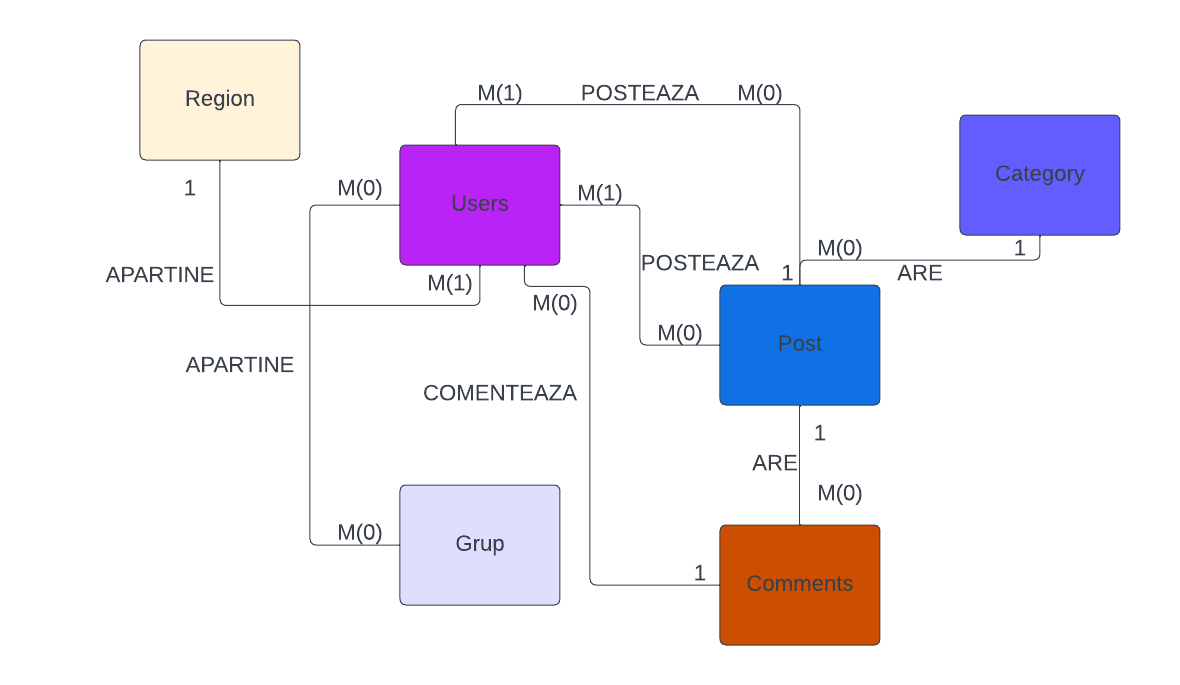 M(1) POSTEAZA M(0)
Region
Category
1
M(0)
Users
M(1)
M(0)
1
POSTEAZA
1
ARE
APARTINE
M(1)
M(0)
M(0)
Post
APARTINE
COMENTEAZA
1
ARE
M(0)
M(0)
Grup
1
Comments